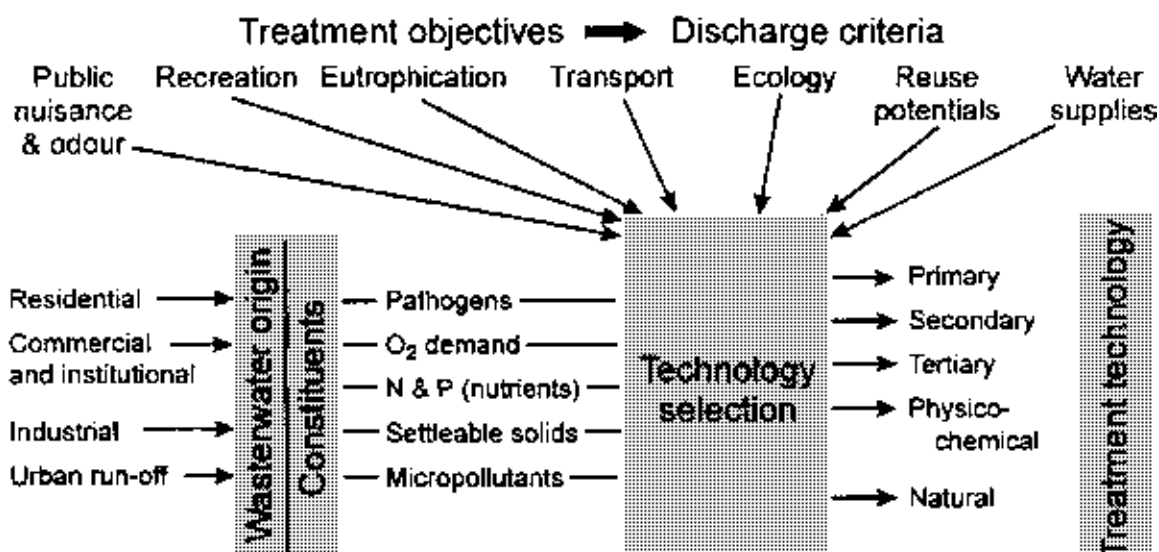 Treatment objectives → Discharge criteria
Public
nuisance
& odour
Recreation
Eutrophication
Transport
Ecology
Reuse
potentials
Water
supplies
Residential
Commercial
and institutional
Industrial
Urban run-off
Wasterwater origin
Constituents
Pathogens
O₂ demand
N & P (nutrients)
Settleable solids
Micropollutants
Technology
selection
Primary
Secondary
Tertiary
Physico-
chemical
Natural
Treatment technology